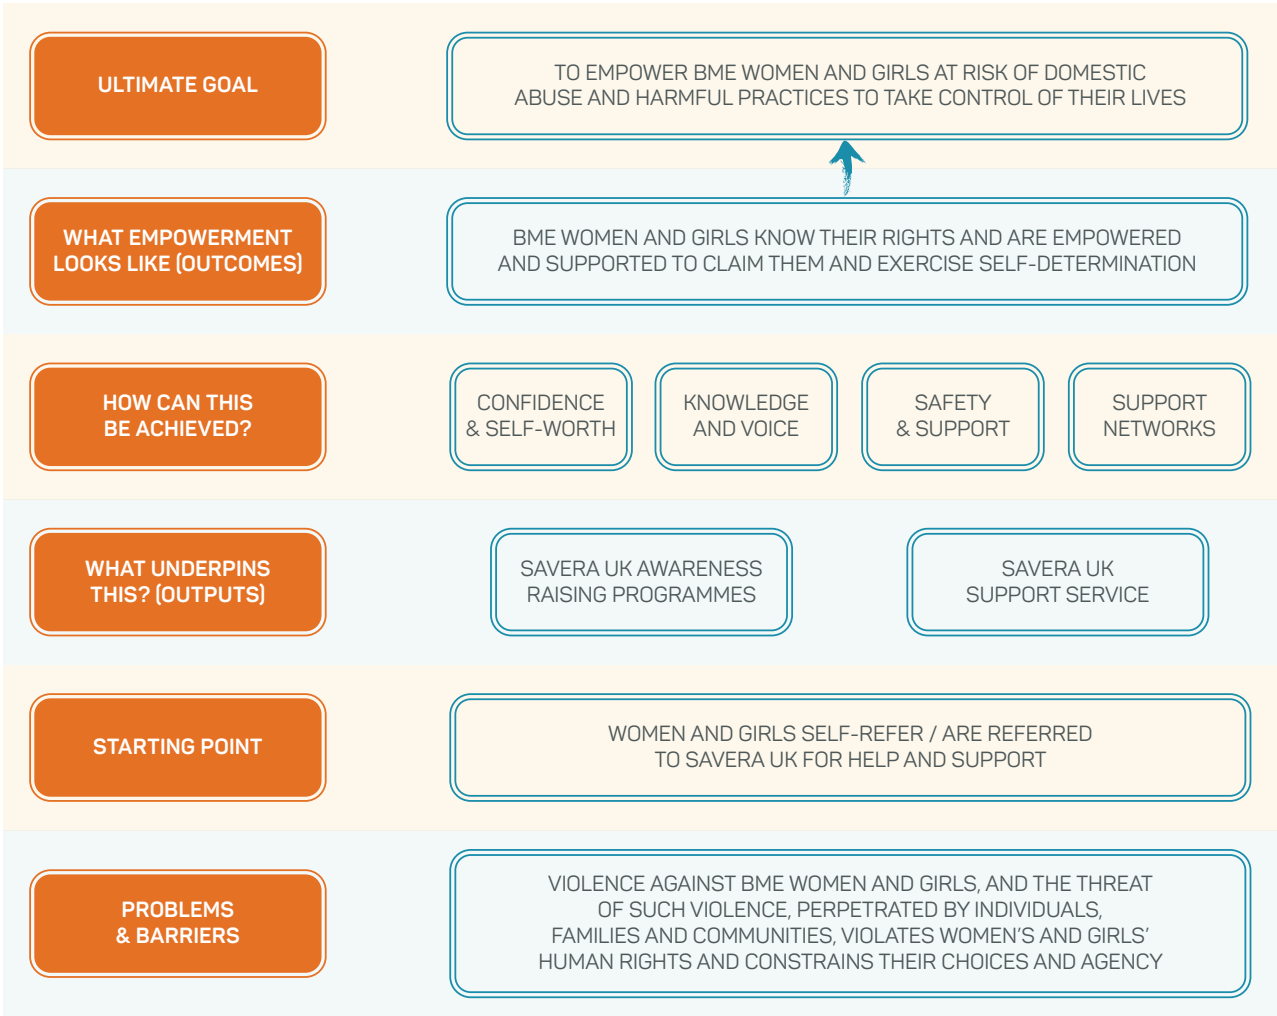 ULTIMATE GOAL
TO EMPOWER BME WOMEN AND GIRLS AT RISK OF DOMESTIC
ABUSE AND HARMFUL PRACTICES TO TAKE CONTROL OF THEIR LIVES
WHAT EMPOWERMENT
LOOKS LIKE (OUTCOMES)
BME WOMEN AND GIRLS KNOW THEIR RIGHTS AND ARE EMPOWERED
AND SUPPORTED TO CLAIM THEM AND EXERCISE SELF-DETERMINATION
HOW CAN THIS
BE ACHIEVED?
CONFIDENCE
& SELF-WORTH
KNOWLEDGE
AND VOICE
SAFETY
& SUPPORT
SUPPORT
NETWORKS
WHAT UNDERPINS
THIS? (OUTPUTS)
SAVERA UK AWARENESS
RAISING PROGRAMMES
SAVERA UK
SUPPORT SERVICE
STARTING POINT
WOMEN AND GIRLS SELF-REFER / ARE REFERRED
TO SAVERA UK FOR HELP AND SUPPORT
PROBLEMS
& BARRIERS
VIOLENCE AGAINST BME WOMEN AND GIRLS, AND THE THREAT
OF SUCH VIOLENCE, PERPETRATED BY INDIVIDUALS,
FAMILIES AND COMMUNITIES, VIOLATES WOMEN’S AND GIRLS’
HUMAN RIGHTS AND CONSTRAINS THEIR CHOICES AND AGENCY